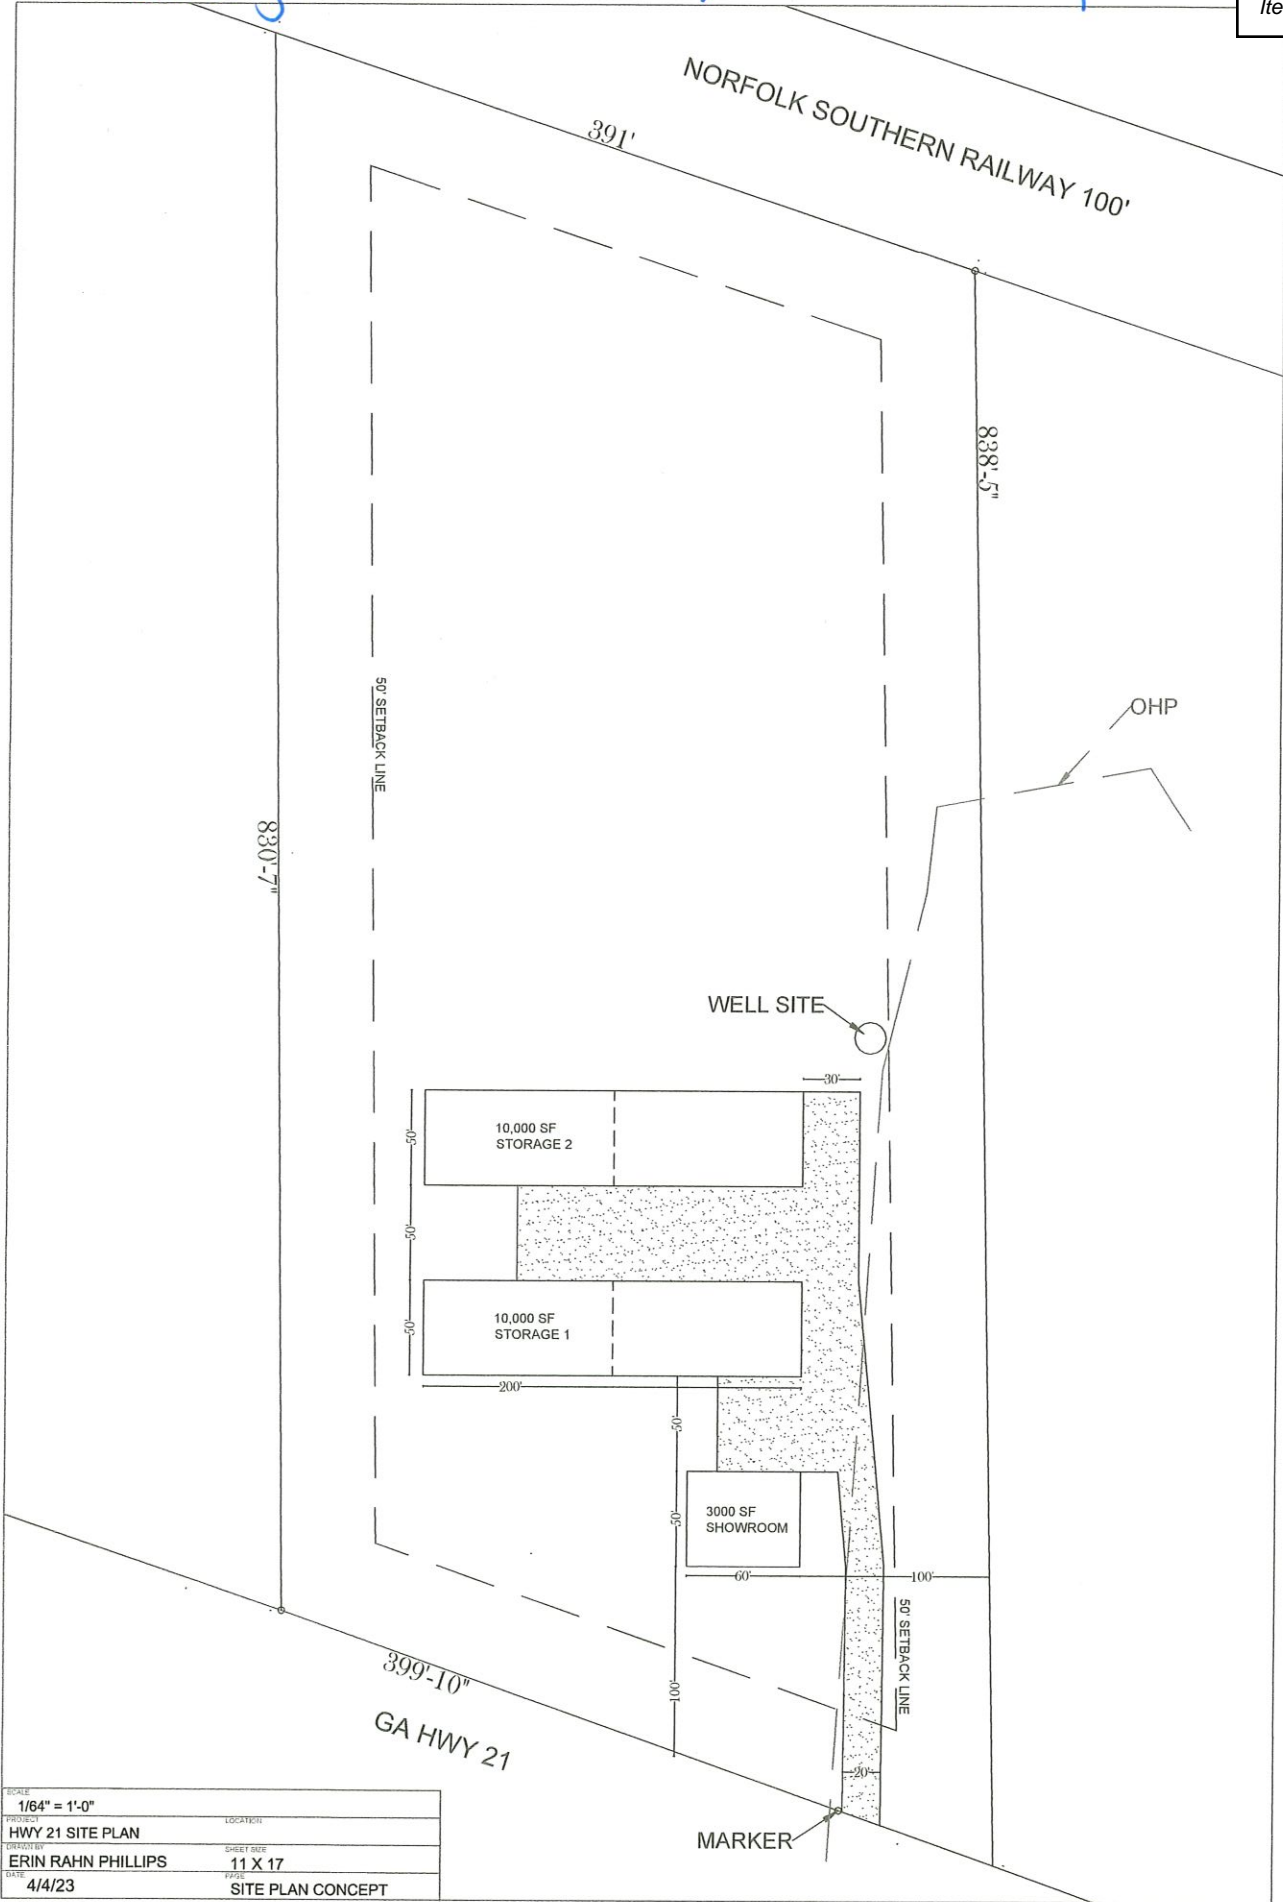 Ite
NORFOLK SOUTHERN RAILWAY 100'
391'
838'-5"
50' SETBACK LINE
OHP
830'-7"
WELL SITE
30'
50'
10,000 SF
STORAGE 2
50'
50'
10,000 SF
STORAGE 1
200'
50'
50'
3000 SF
SHOWROOM
60'
100'
50' SETBACK LINE
399'-10"
100'
GA HWY 21
20'
MARKER
SCALE
1/64" = 1'-0"
PROJECT
HWY 21 SITE PLAN
LOCATION
DRAWN BY
ERIN RAHN PHILLIPS
SHEET SIZE
11 X 17
DATE
4/4/23
PAGE
SITE PLAN CONCEPT